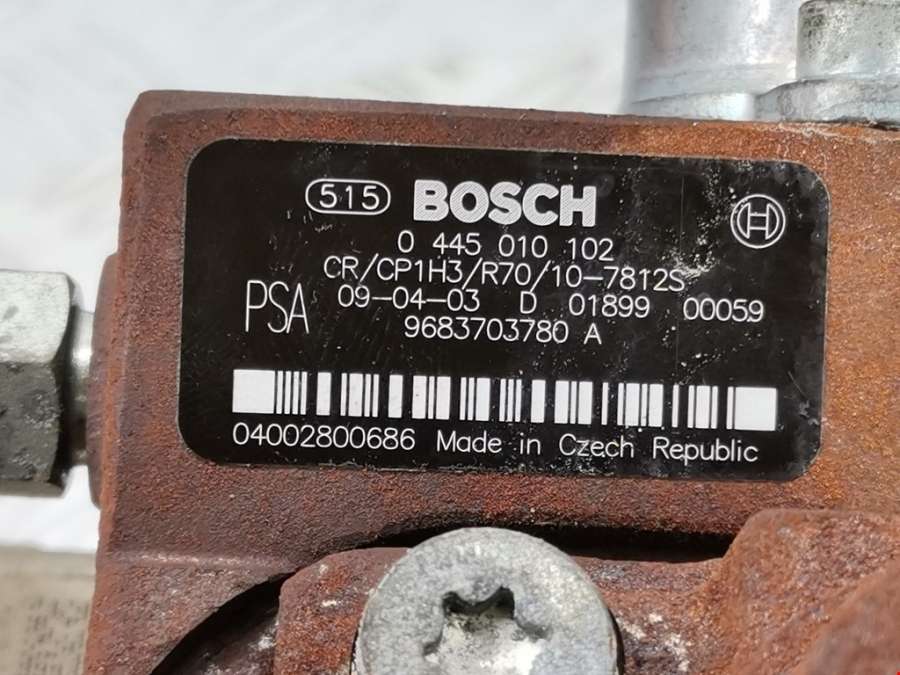 515 BOSCH
0 445 010 102
CR/CP1H3/R70/10-7812S
PSA 09-04-03 D 01899 00059
9683703780 A
04002800686 Made in Czech Republic